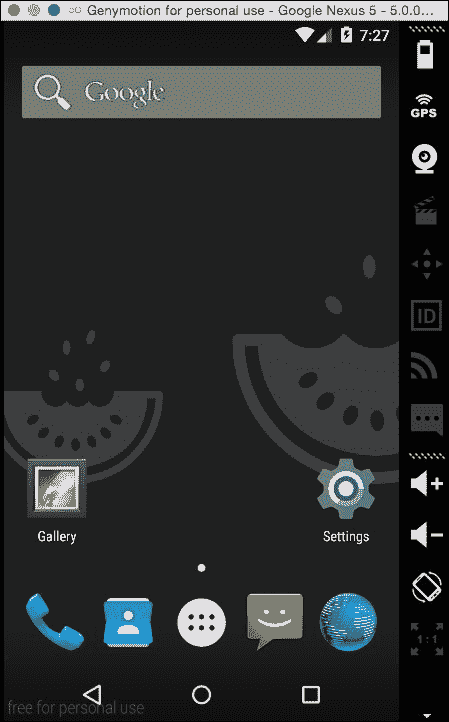 Genymotion for personal use - Google Nexus 5 - 5.0.0...
7:27
Google
GPS
ID
Gallery
Settings
1:1
free for personal use